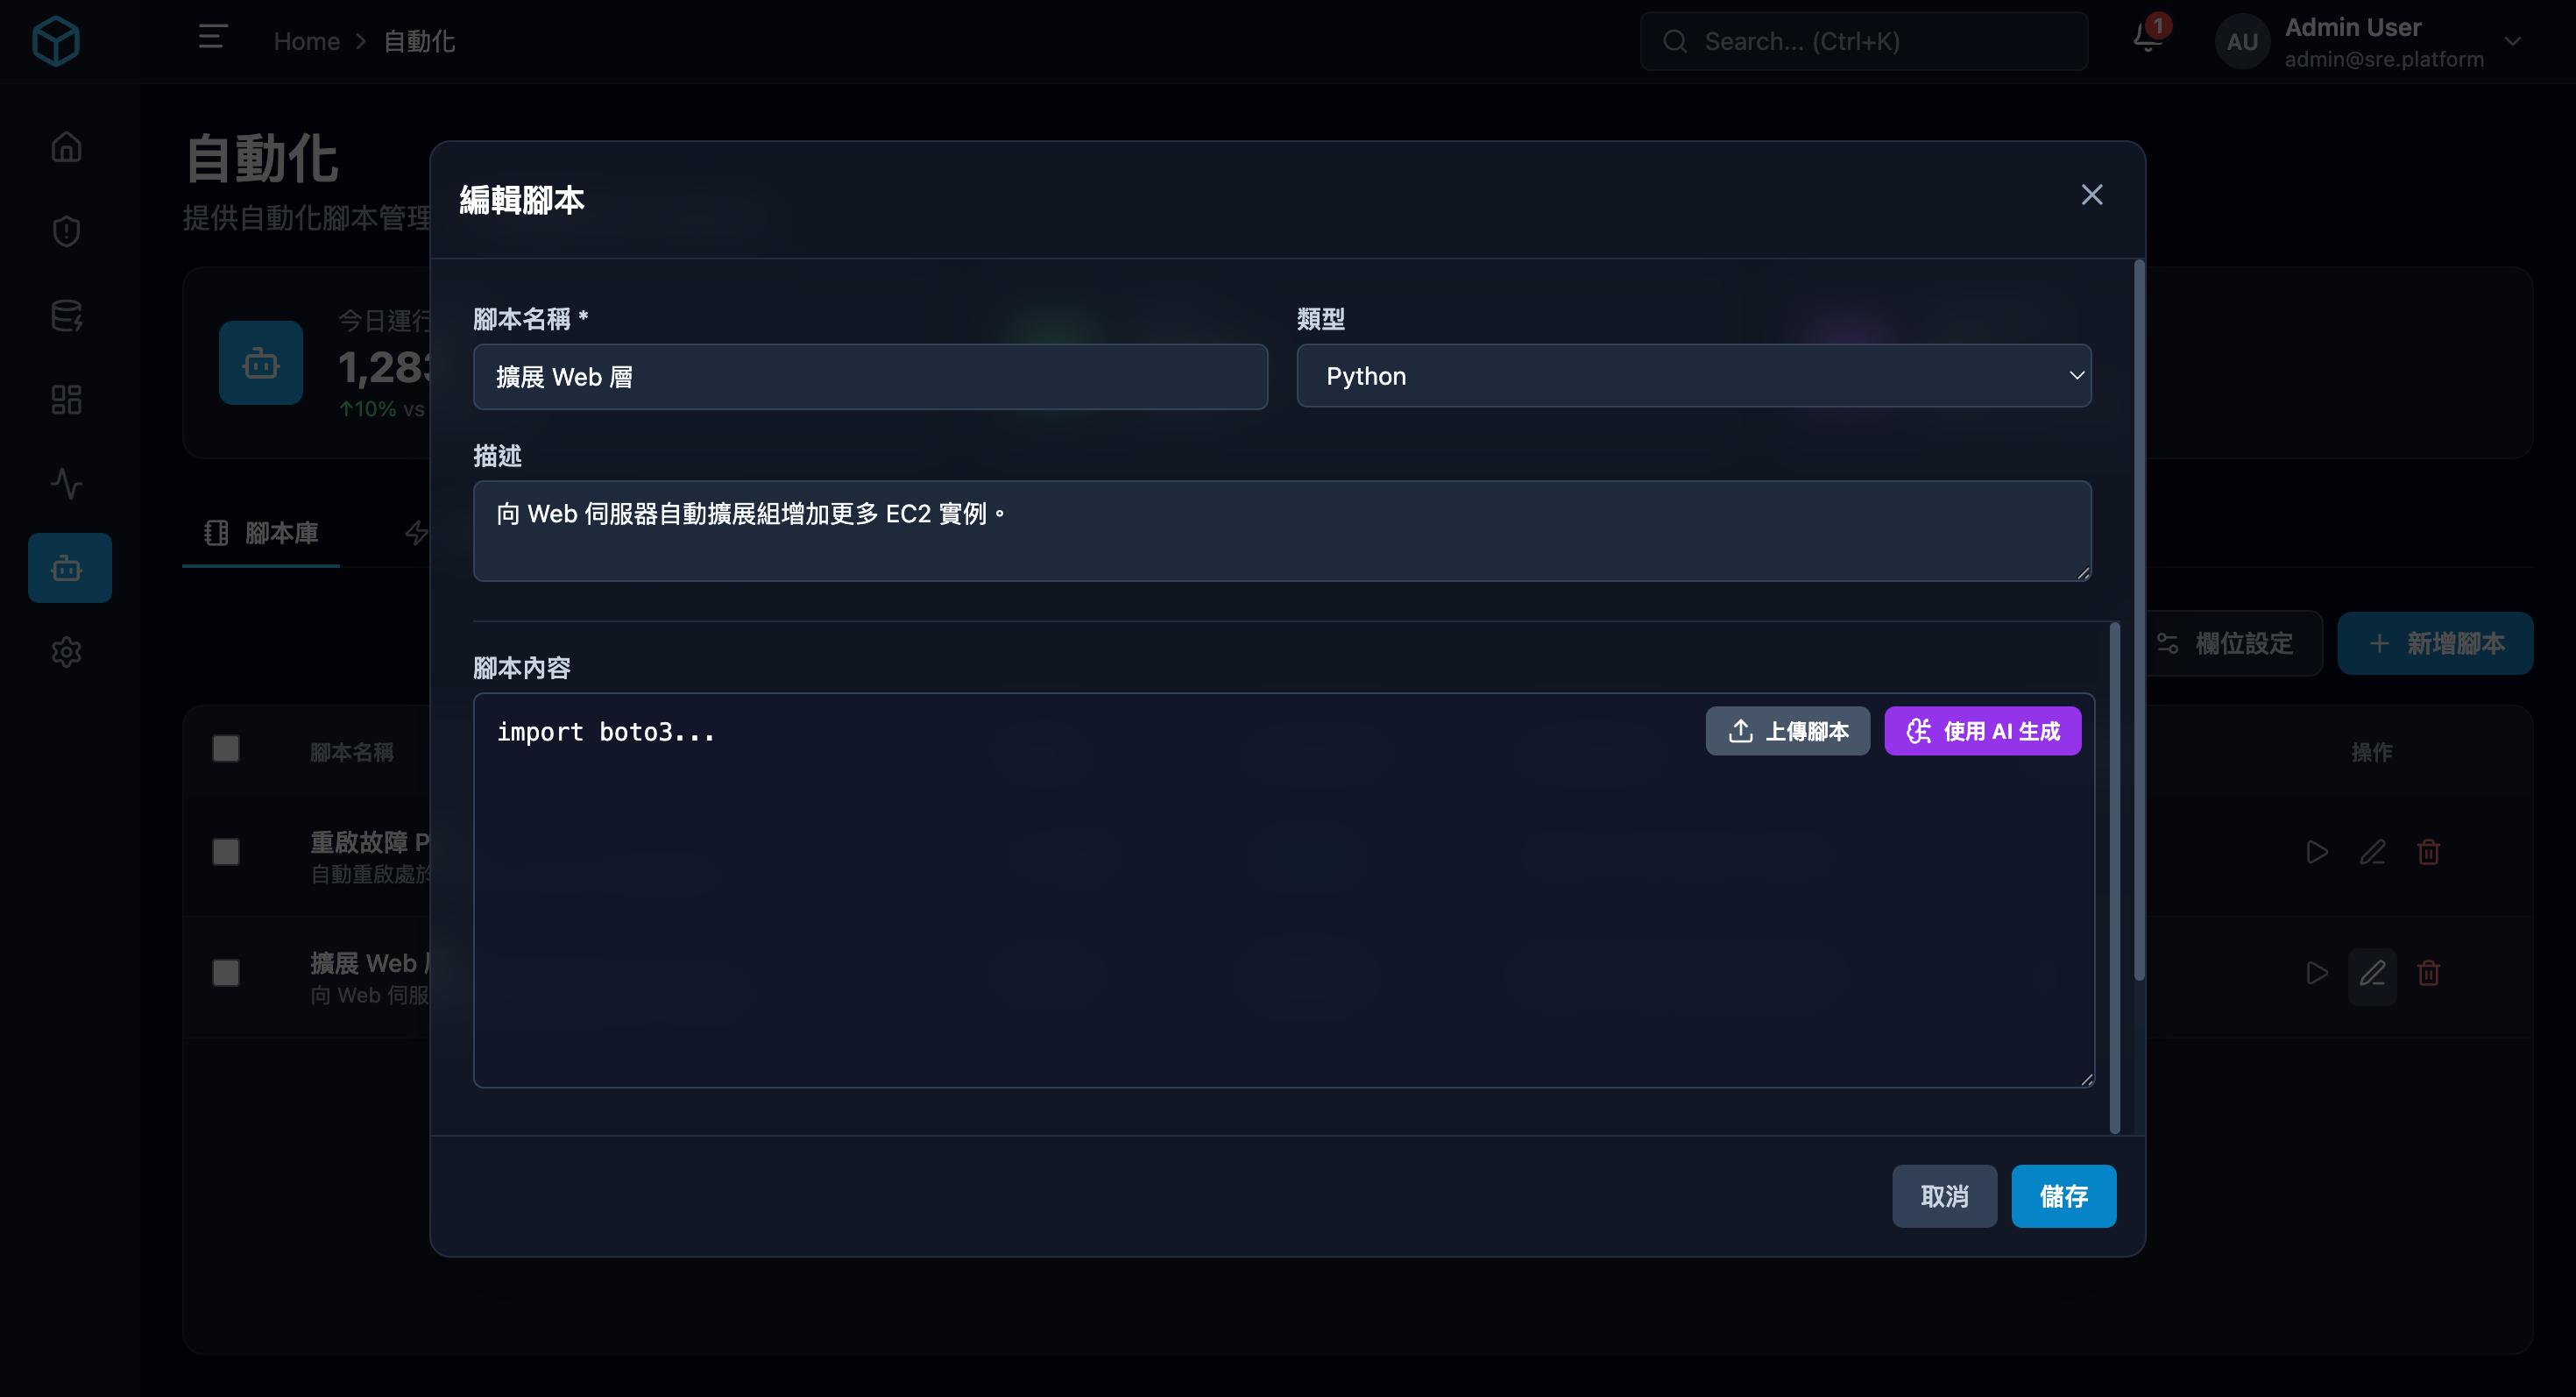 Home > 自動化
Search... (Ctrl+K)
1
AU
Admin User
admin@sre.platform
自動化
提供自動化腳本管理
今日運行
1,283
↑10% vs
腳本庫
欄位設定
+ 新增腳本
腳本名稱
操作
重啟故障 P
自動重啟處於
擴展 Web
向 Web 伺服
編輯腳本
腳本名稱 *
擴展 Web 層
類型
Python
描述
向 Web 伺服器自動擴展組增加更多 EC2 實例。
腳本內容
import boto3...
上傳腳本
使用 AI 生成
取消
儲存